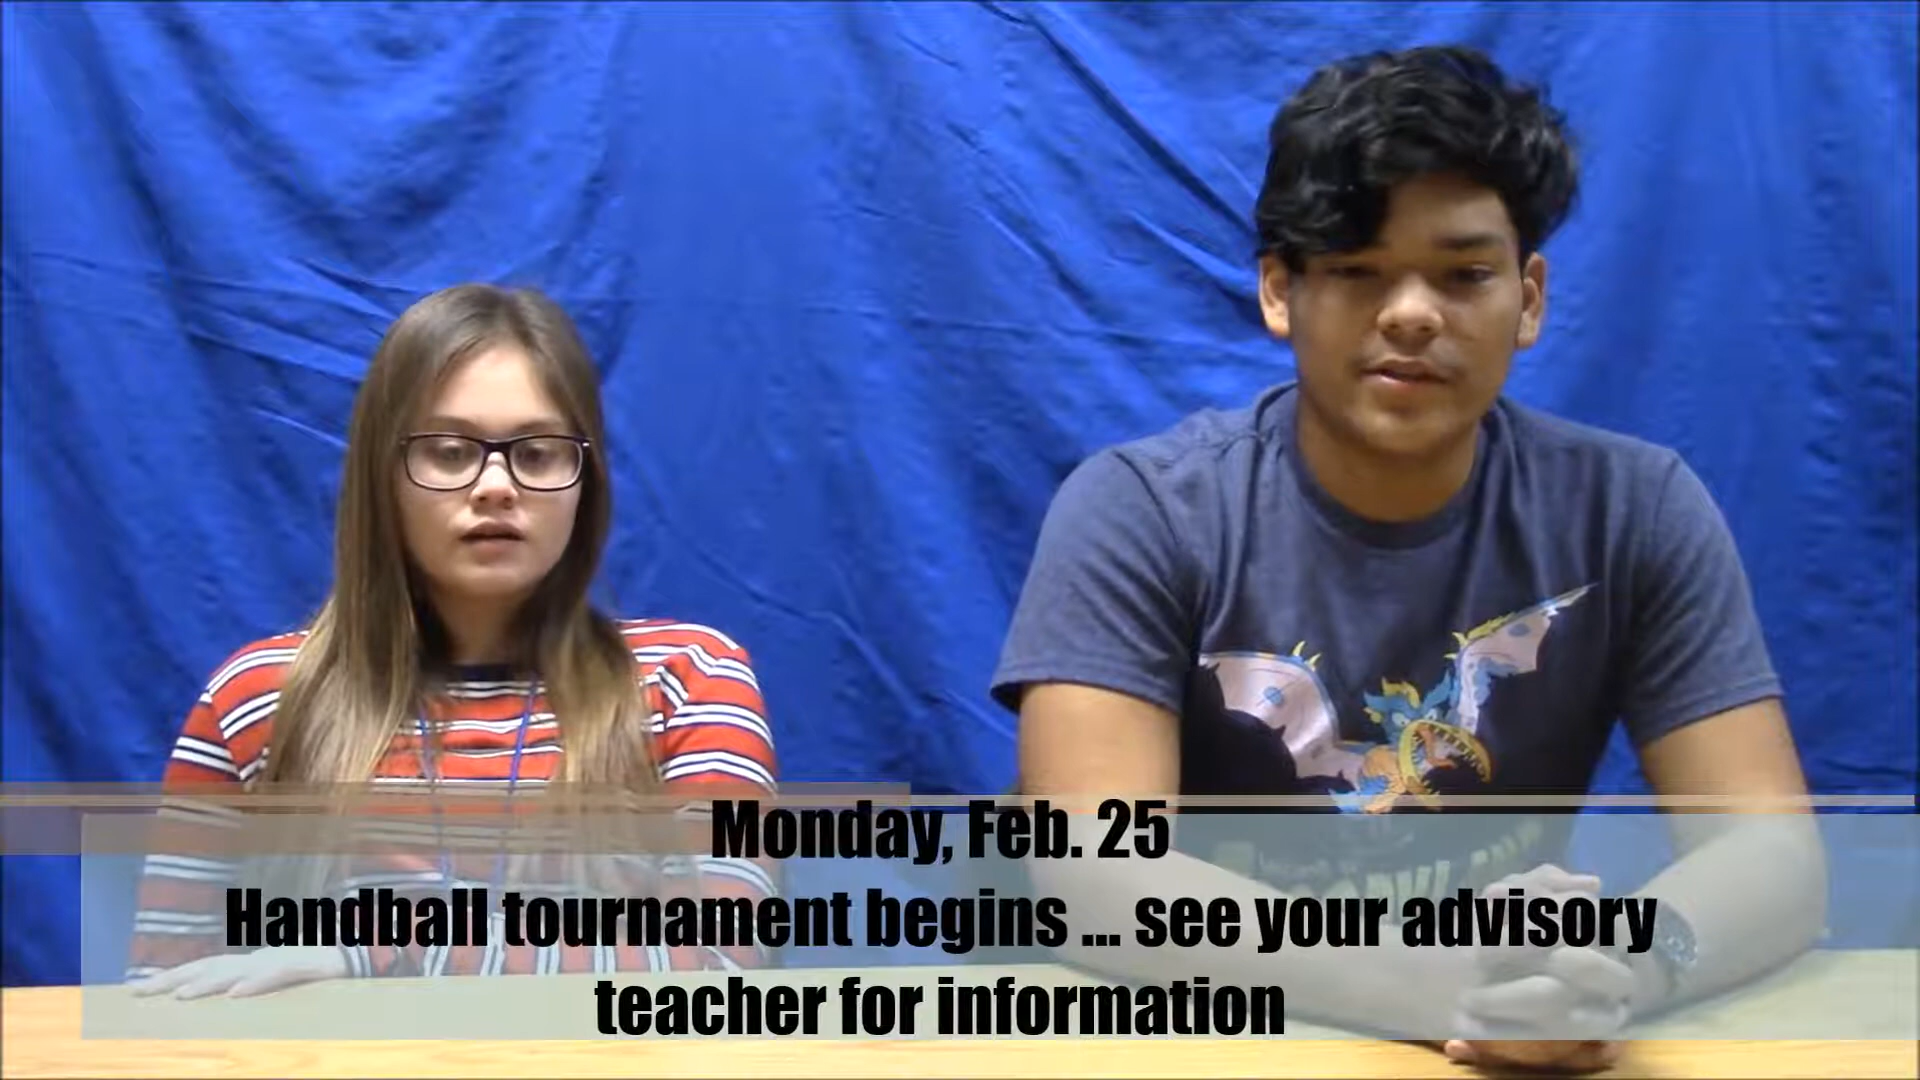 Monday, Feb. 25
Handball tournament begins ... see your advisory
teacher for information